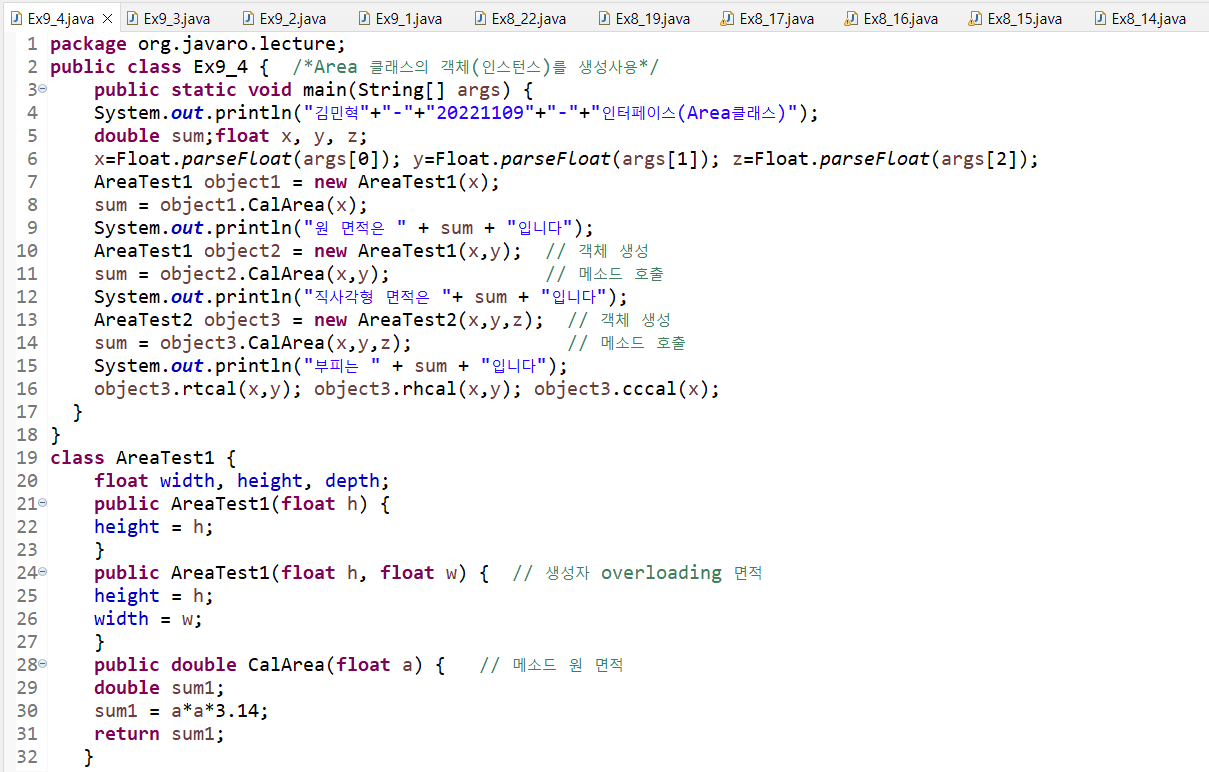 Ex9_4.java Ex9_3.java Ex9_2.java Ex9_1.java Ex8_22.java Ex8_19.java Ex8_17.java Ex8_16.java Ex8_15.java Ex8_14.java
1 package org.javaro.lecture;
2 public class Ex9_4 {  /*Area 클래스의 객체(인스턴스)를 생성사용*/
3     public static void main(String[] args) {
4     System.out.println("김민혁"+"-"+"20221109"+"-"+"인터페이스(Area클래스)");
5     double sum;float x, y, z;
6     x=Float.parseFloat(args[0]); y=Float.parseFloat(args[1]); z=Float.parseFloat(args[2]);
7     AreaTest1 object1 = new AreaTest1(x);
8     sum = object1.CalArea(x);
9     System.out.println("원 면적은 " + sum + "입니다");
10     AreaTest1 object2 = new AreaTest1(x,y);  // 객체 생성
11     sum = object2.CalArea(x,y);              // 메소드 호출
12     System.out.println("직사각형 면적은 "+ sum + "입니다");
13     AreaTest2 object3 = new AreaTest2(x,y,z);  // 객체 생성
14     sum = object3.CalArea(x,y,z);              // 메소드 호출
15     System.out.println("부피는 " + sum + "입니다");
16     object3.rtcal(x,y); object3.rhcal(x,y); object3.cccal(x);
17   }
18 }
19 class AreaTest1 {
20     float width, height, depth;
21     public AreaTest1(float h) {
22     height = h;
23     }
24     public AreaTest1(float h, float w) {  // 생성자 overloading 면적
25     height = h;
26     width = w;
27     }
28     public double CalArea(float a) {   // 메소드 원 면적
29     double sum1;
30     sum1 = a*a*3.14;
31     return sum1;
32    }